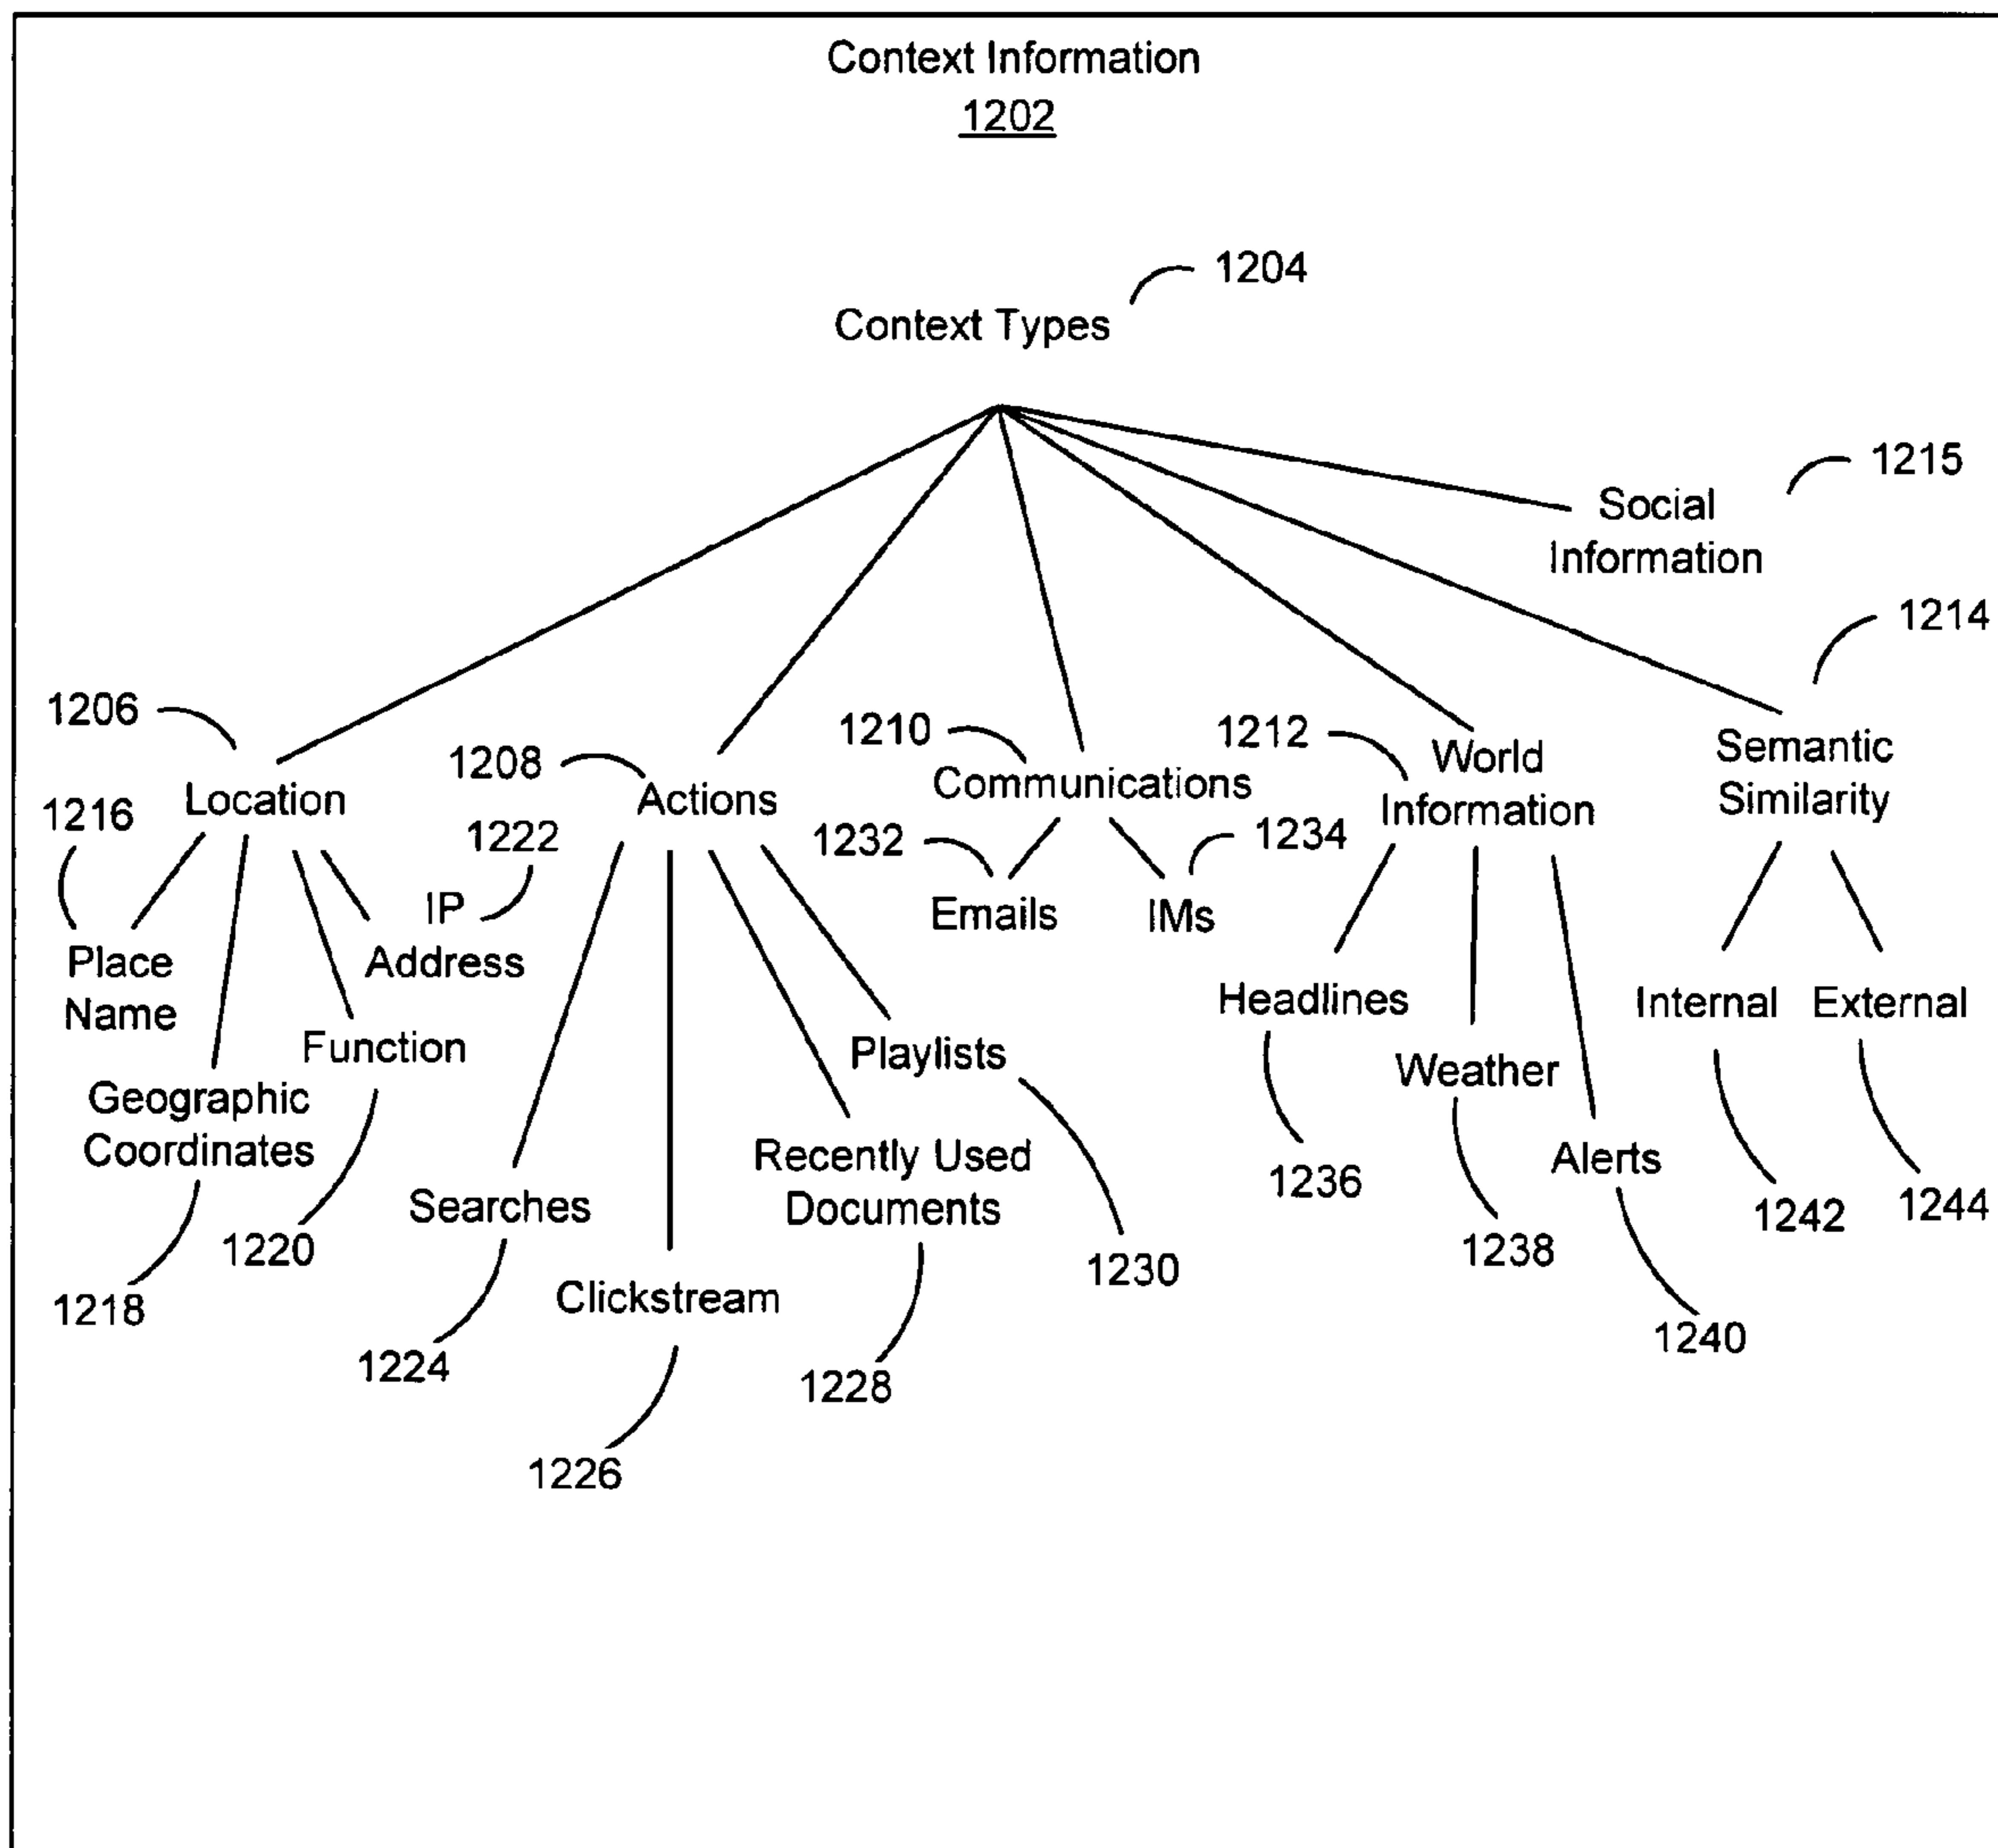 Context Information
1202
1204
Context Types
1215
Social
Information
1214
1206
1208
1210
1212
World
Information
Semantic
Similarity
Location
Actions
Communications
1216
1222
1232
1234
IP
Address
Place
Name
Emails
IMs
Headlines
Internal
External
Function
Playlists
Weather
Geographic
Coordinates
Recently Used
Documents
Alerts
1236
1242
1244
Searches
1220
1230
1238
1218
Clickstream
1240
1224
1228
1226